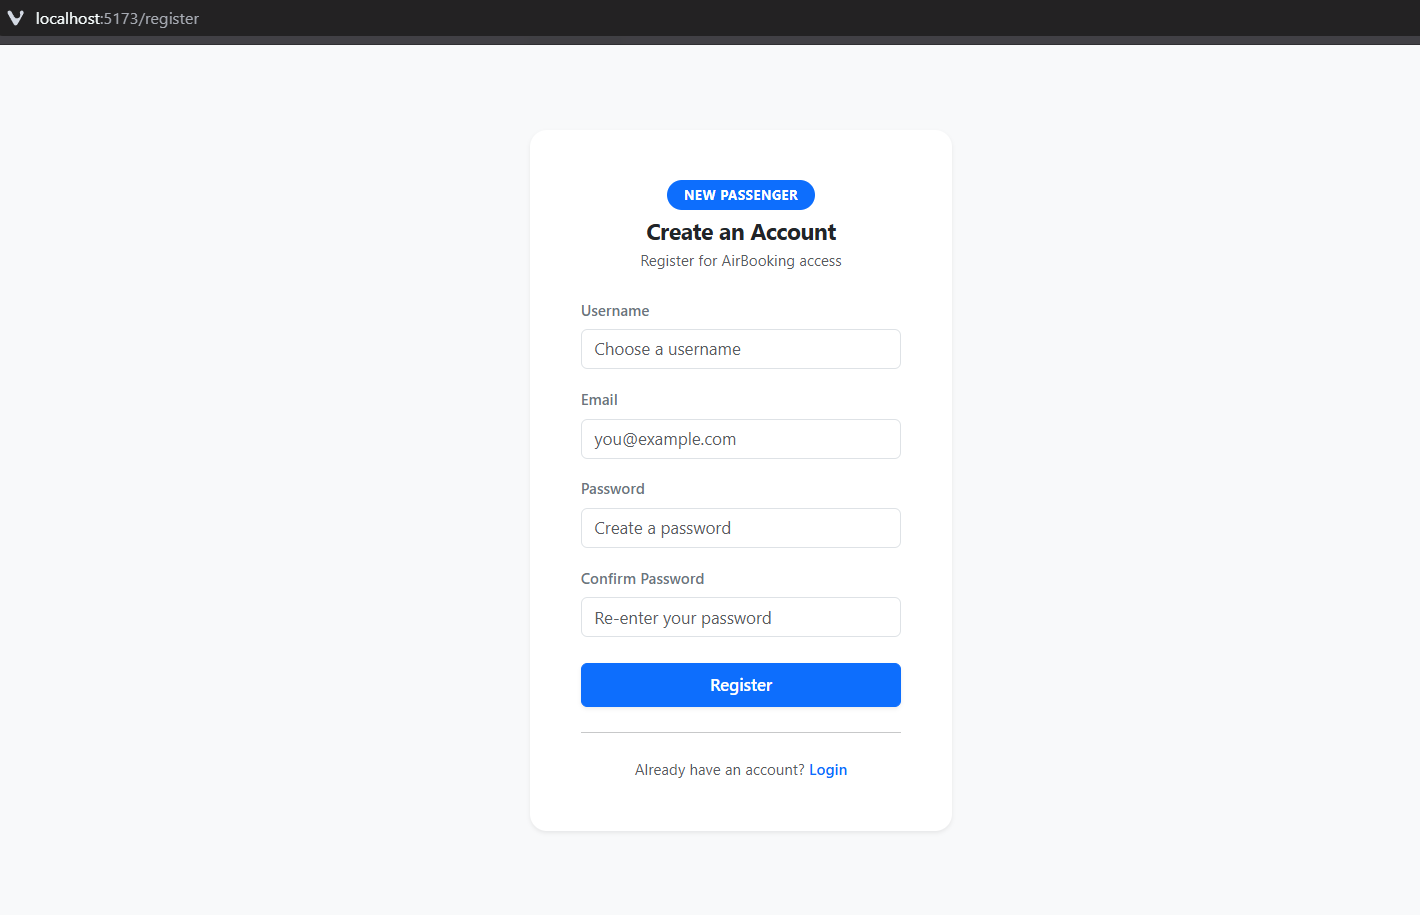 localhost:5173/register
NEW PASSENGER
Create an Account
Register for AirBooking access
Username
Choose a username
Email
you@example.com
Password
Create a password
Confirm Password
Re-enter your password
Register
Already have an account? Login